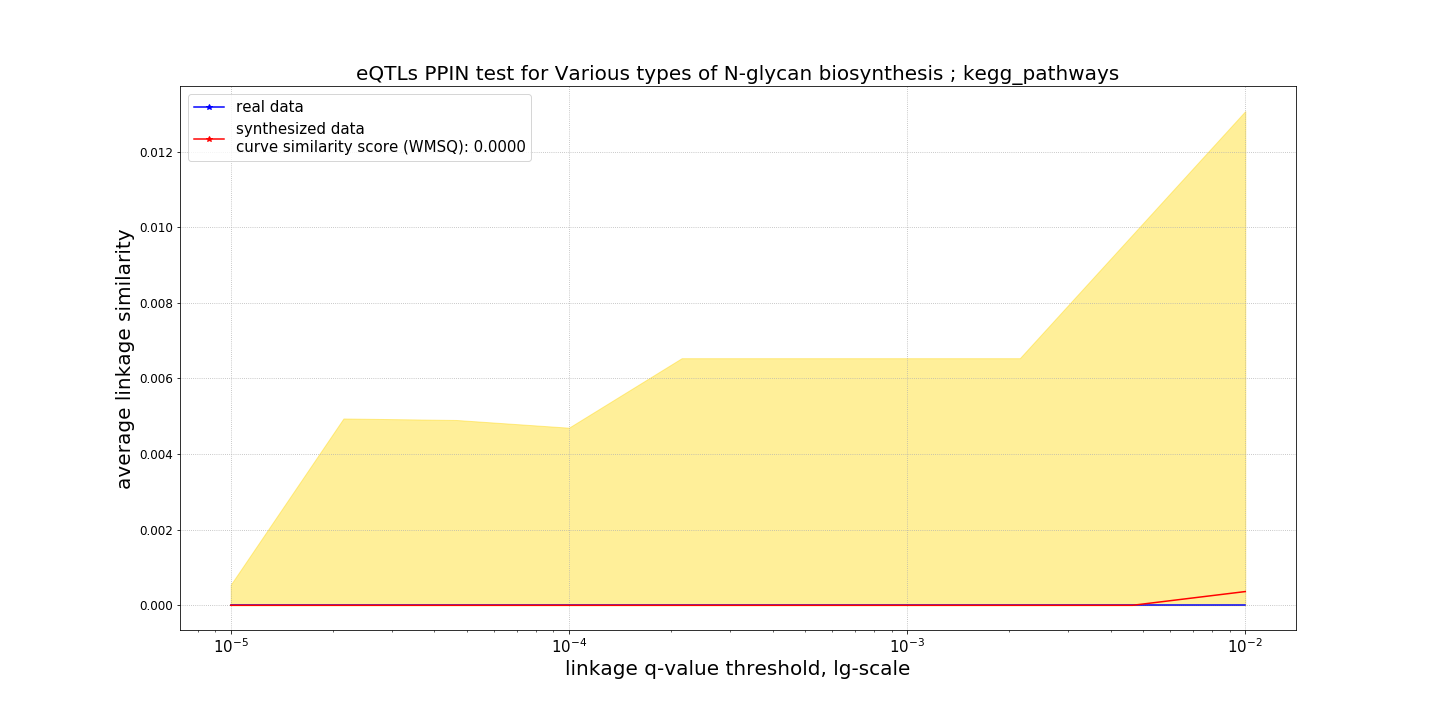 eQTLs PPIN test for Various types of N-glycan biosynthesis ; kegg_pathways
real data
synthesized data
curve similarity score (WMSQ): 0.0000
average linkage similarity
0.012
0.010
0.008
0.006
0.004
0.002
0.000
10⁻⁵ 10⁻⁴ 10⁻³ 10⁻²
linkage q-value threshold, lg-scale